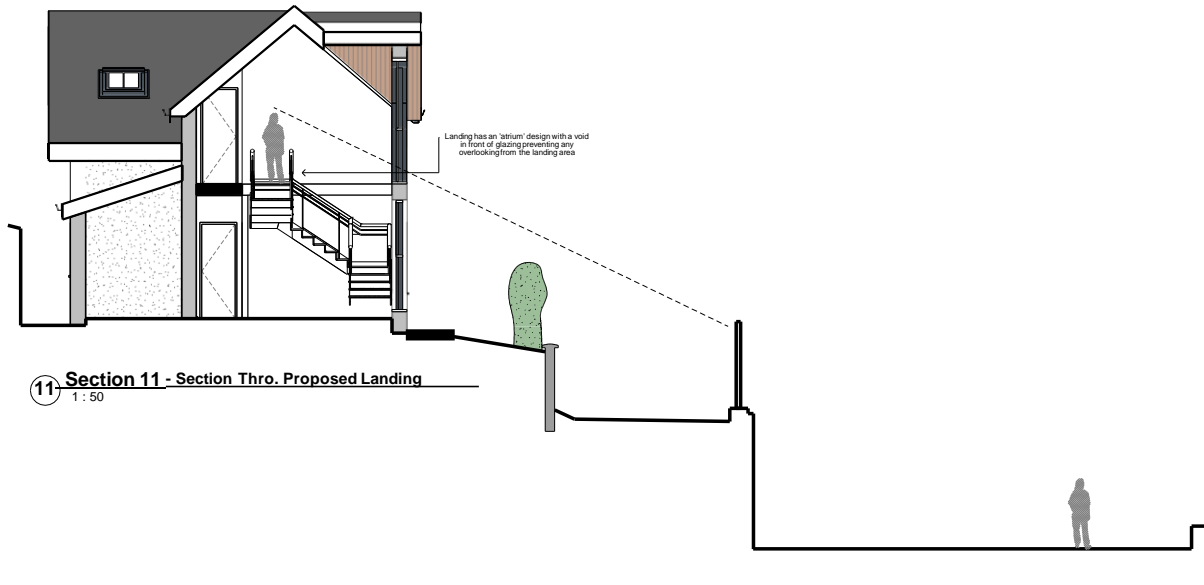 Landing has an 'atrium' design with a void
in front of glazing preventing any
overlooking from the landing area
11 Section 11 - Section Thro. Proposed Landing
1 : 50